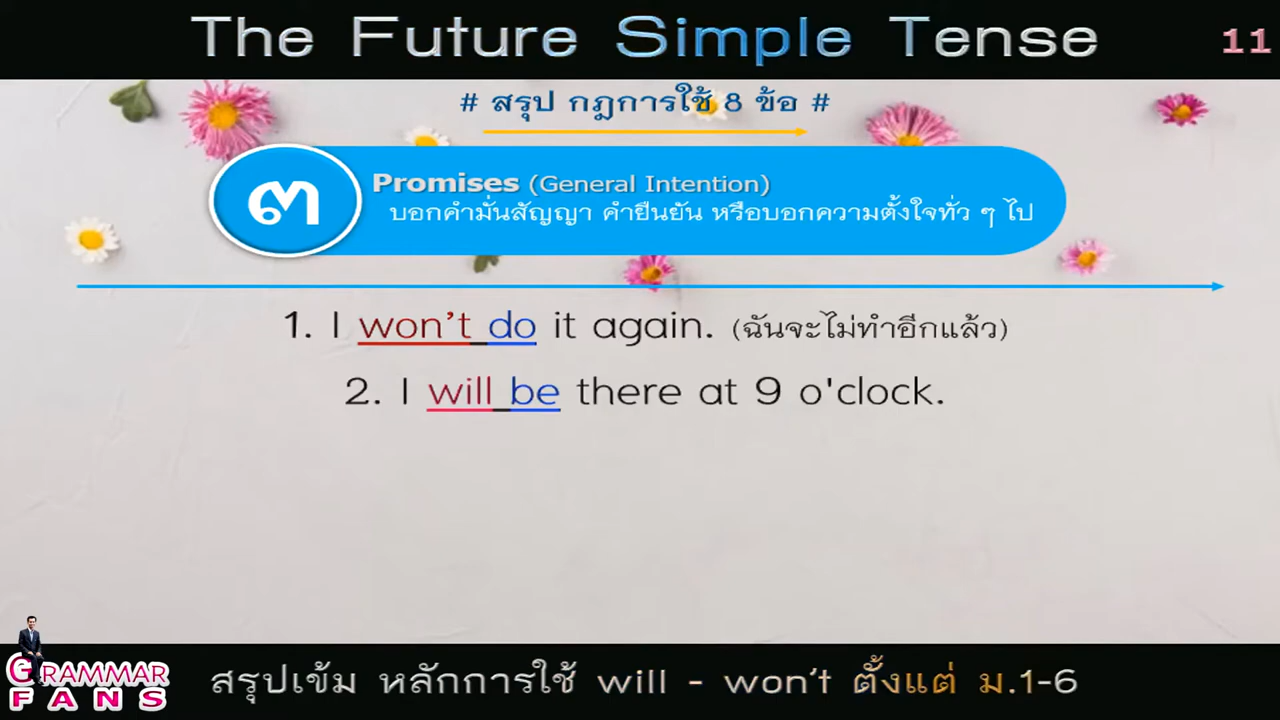 The Future Simple Tense
11
# สรุป กฎการใช้ 8 ข้อ #
๓
Promises (General Intention)
บอกคำมั่นสัญญา คำยืนยัน หรือบอกความตั้งใจทั่ว ๆ ไป
1. I won't do it again. (ฉันจะไม่ทำอีกแล้ว)
2. I will be there at 9 o'clock.
GRAMMAR
FANS
สรุปเข้ม หลักการใช้ will - won't ตั้งแต่ ม.1-6